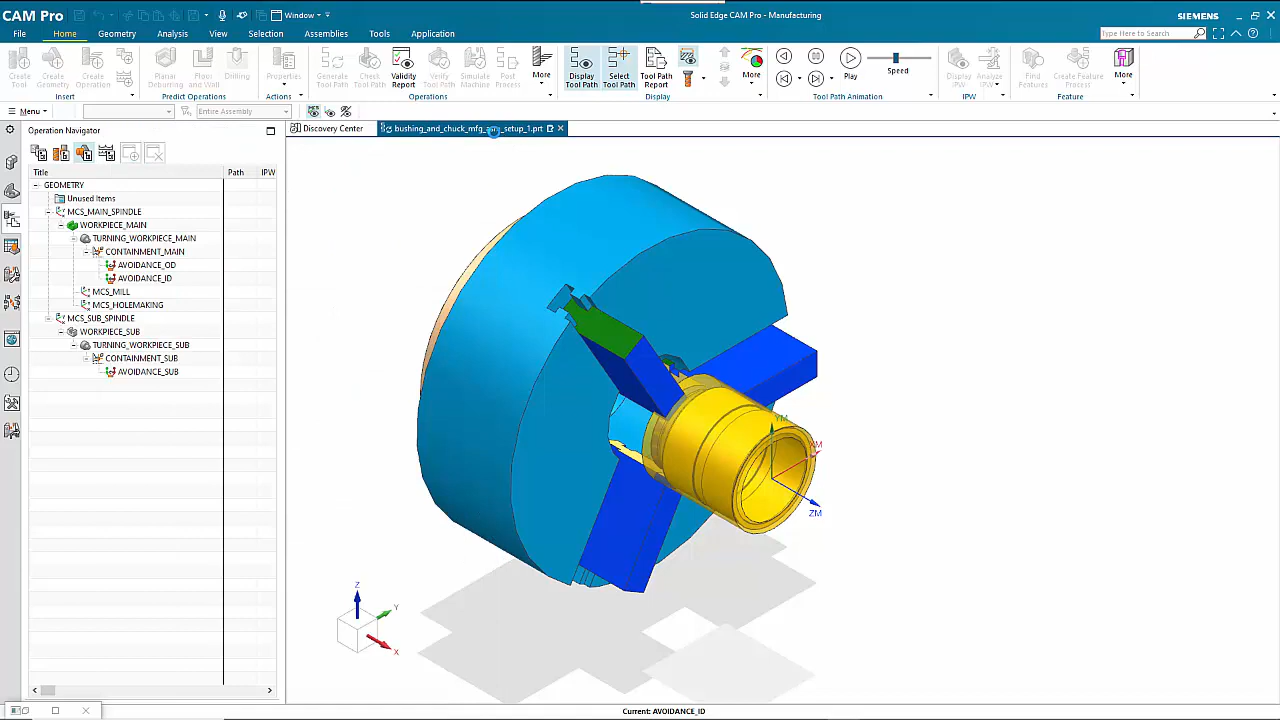 CAM Pro
Window
Solid Edge CAM Pro - Manufacturing
SIEMENS
File
Home
Geometry
Analysis
View
Selection
Assemblies
Tools
Application
Type Here to Search
Create Tool
Create Geometry
Create Operation
Planar Deburring
Floor and Wall
Drilling
Properties
Generate Tool Path
Check Tool Path
Validity Report
Verify Tool Path
Simulate Machine
Post Process
More
Display Tool Path
Select Tool Path
Tool Path Report
More
Play
Speed
Display IPW
Analyze IPW
Find Features
Create Feature Process
More
Insert
Predict Operations
Actions
Operations
Display
Tool Path Animation
IPW
Feature
Menu
Entire Assembly
Operation Navigator
Discovery Center
Title
Path
IPW
GEOMETRY
Unused Items
MCS_MAIN_SPINDLE
WORKPIECE_MAIN
TURNING_WORKPIECE_MAIN
CONTAINMENT_MAIN
AVOIDANCE_OD
AVOIDANCE_ID
MCS_MILL
MCS_HOLEMAKING
MCS_SUB_SPINDLE
WORKPIECE_SUB
TURNING_WORKPIECE_SUB
CONTAINMENT_SUB
AVOIDANCE_SUB
YM
ZM
Z
Y
X
Current: AVOIDANCE_ID